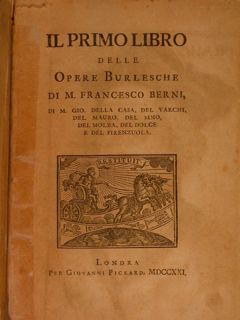 IL PRIMO LIBRO
DELLE
OPERE BURLESCHE
DI M. FRANCESCO BERNI,
DI M. GIO. DELLA CASA, DEL VARCHI,
DEL MAURO, DEL BINO,
DEL MOLZA, DEL DOLCE
E DEL FIRENZUOLA.
RESTITUIT
LONDRA
PER GIOVANNI PICKARD, MDCCXXI.